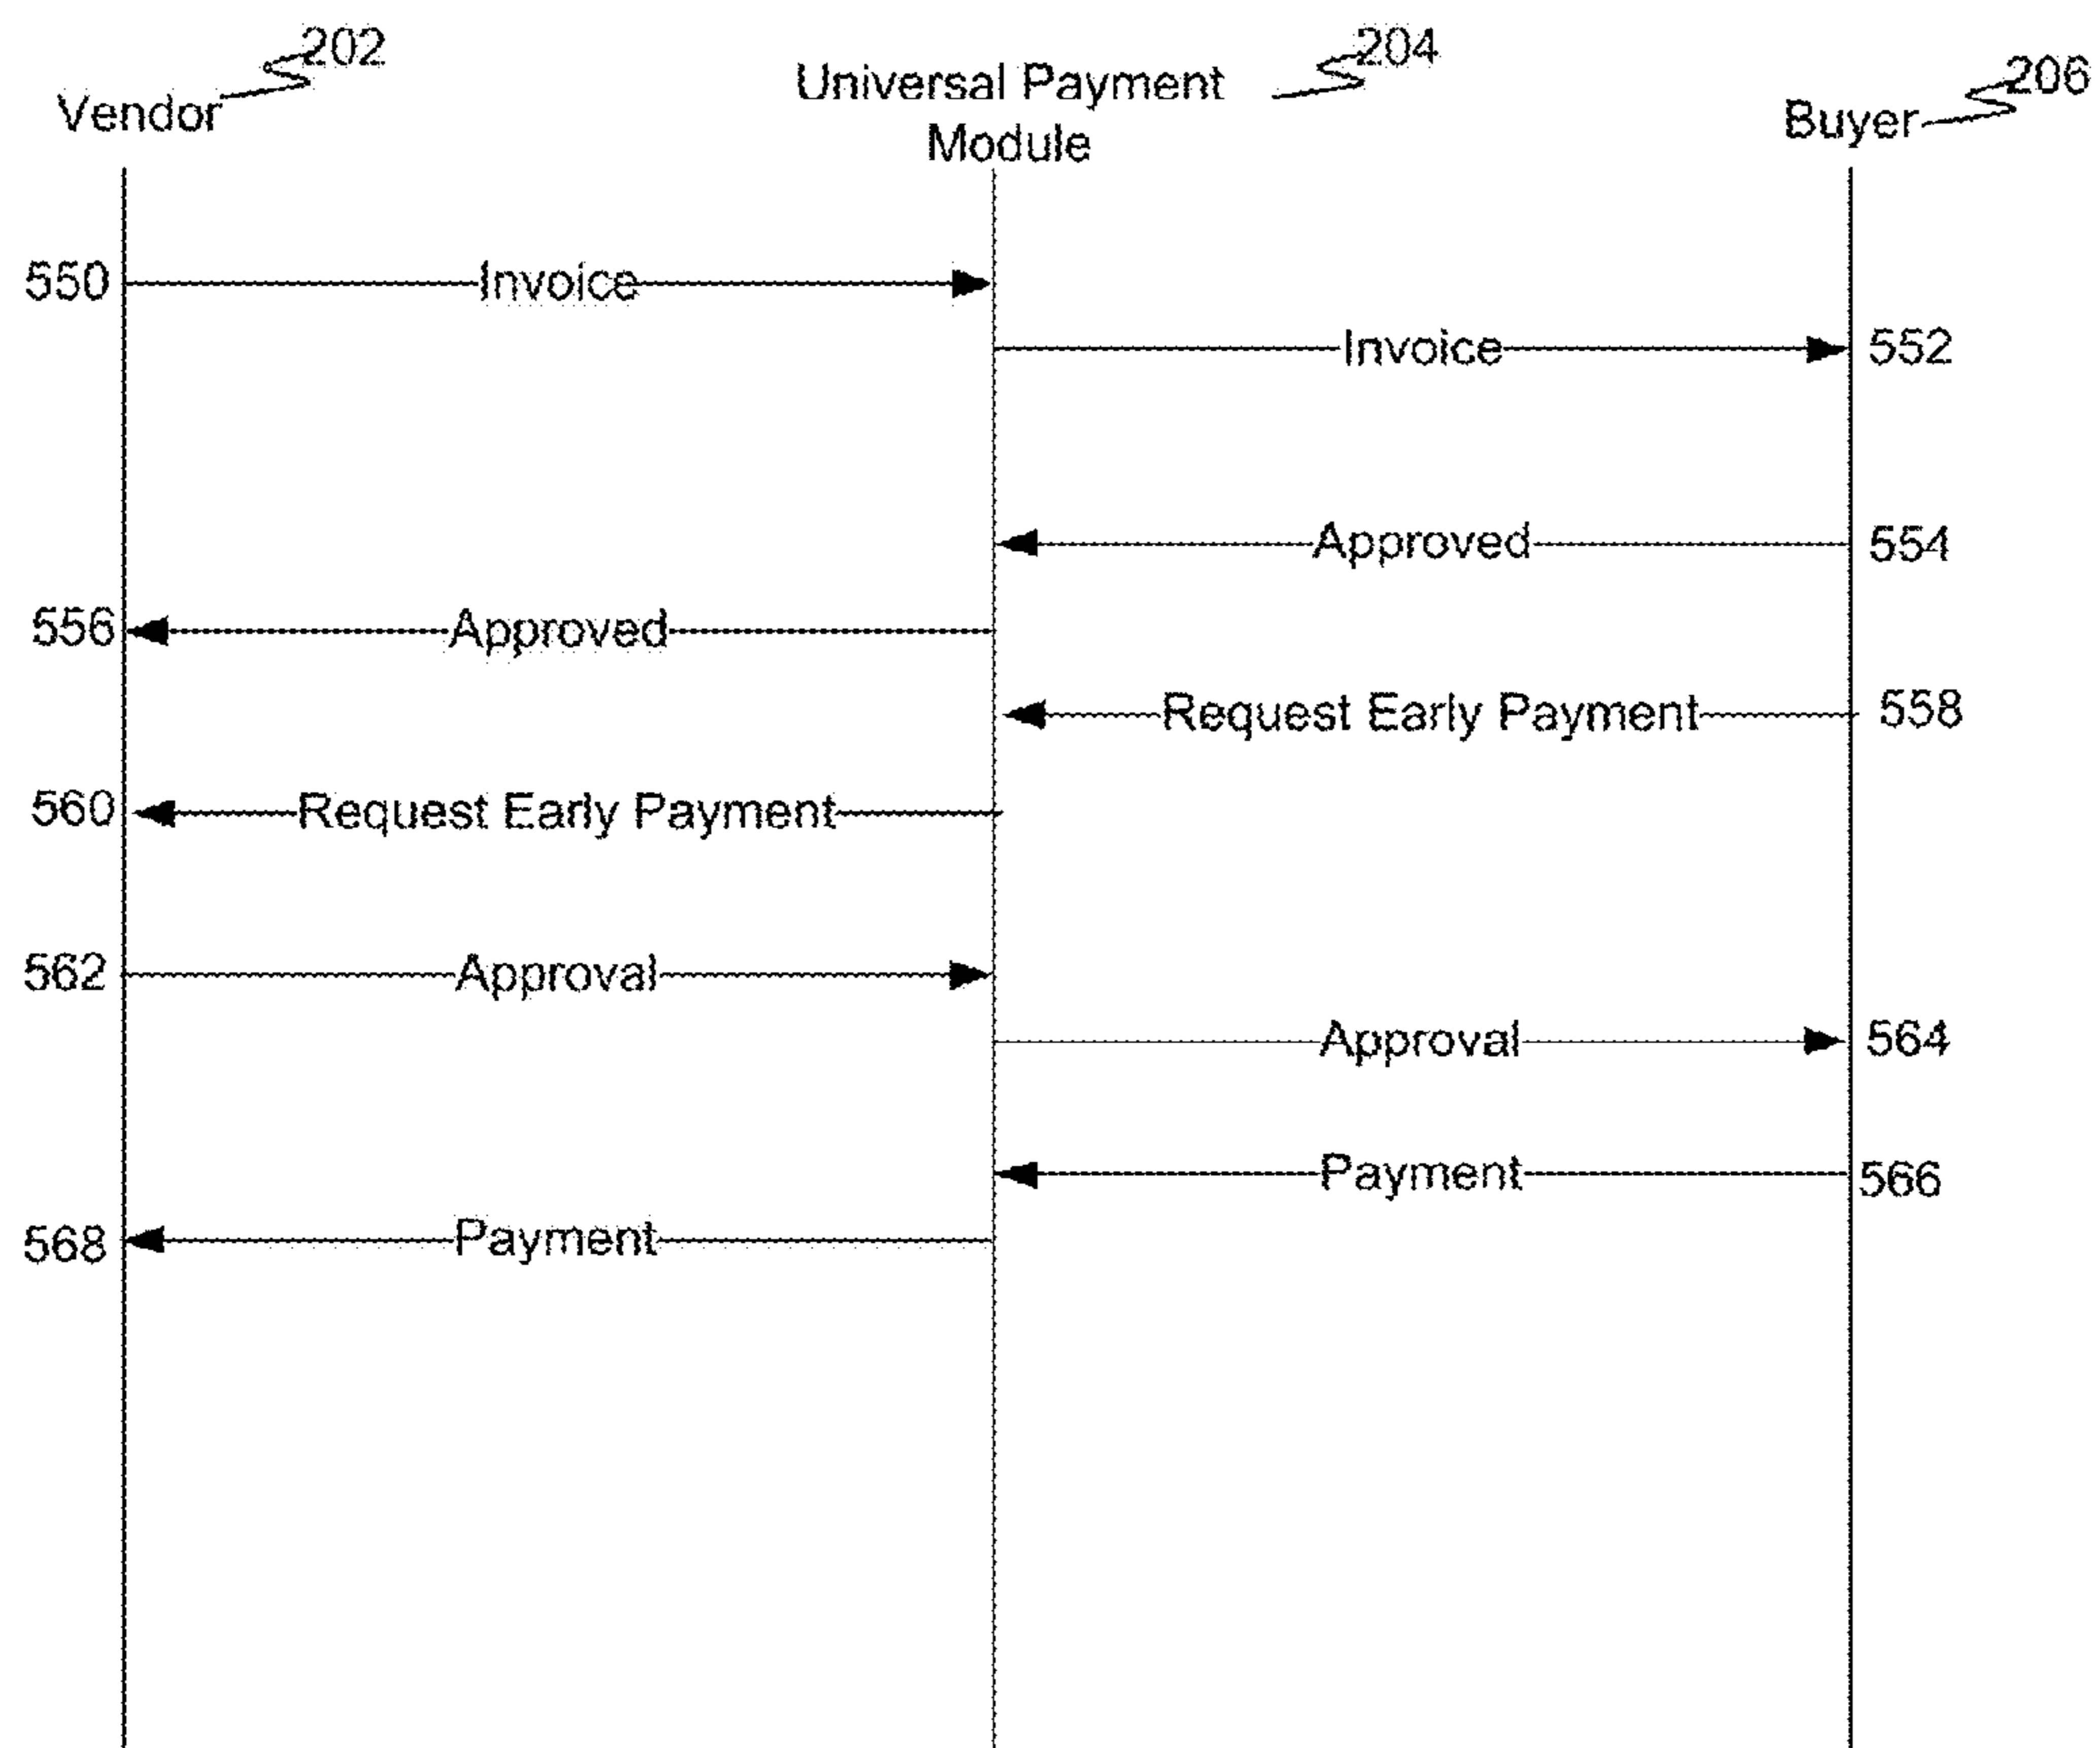 202
Vendor
Universal Payment
Module
204
Buyer
206
550 Invoice
Invoice 552
Approved 554
556 Approved
Request Early Payment 558
560 Request Early Payment
562 Approval
Approval 564
Payment 566
568 Payment